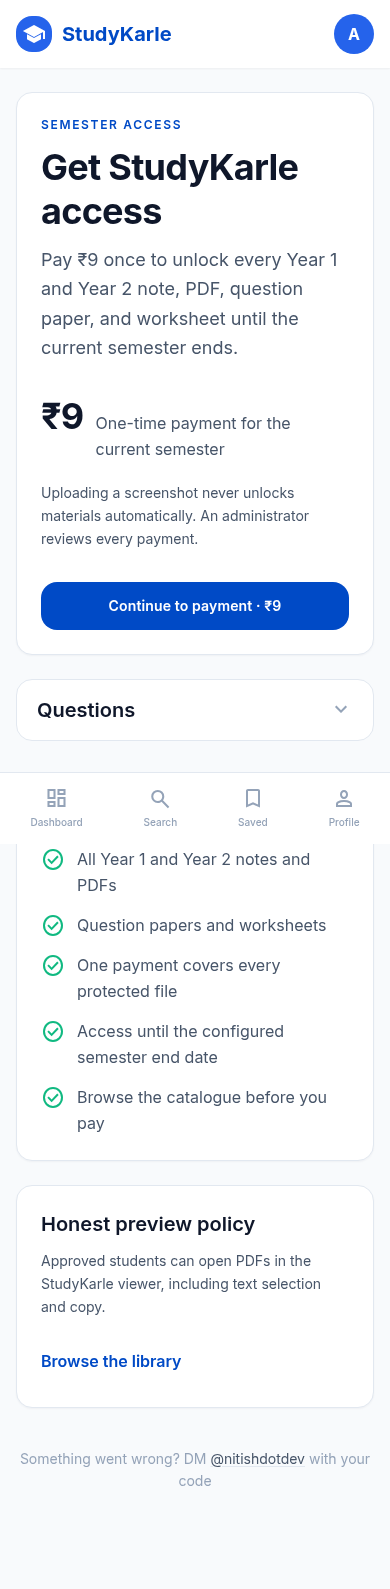 StudyKarle
A
SEMESTER ACCESS
Get StudyKarle
access
Pay ₹9 once to unlock every Year 1
and Year 2 note, PDF, question
paper, and worksheet until the
current semester ends.
₹9 One-time payment for the
current semester
Uploading a screenshot never unlocks
materials automatically. An administrator
reviews every payment.
Continue to payment · ₹9
Questions
Dashboard
Search
Saved
Profile
All Year 1 and Year 2 notes and
PDFs
Question papers and worksheets
One payment covers every
protected file
Access until the configured
semester end date
Browse the catalogue before you
pay
Honest preview policy
Approved students can open PDFs in the
StudyKarle viewer, including text selection
and copy.
Browse the library
Something went wrong? DM @nitishdotdev with your
code